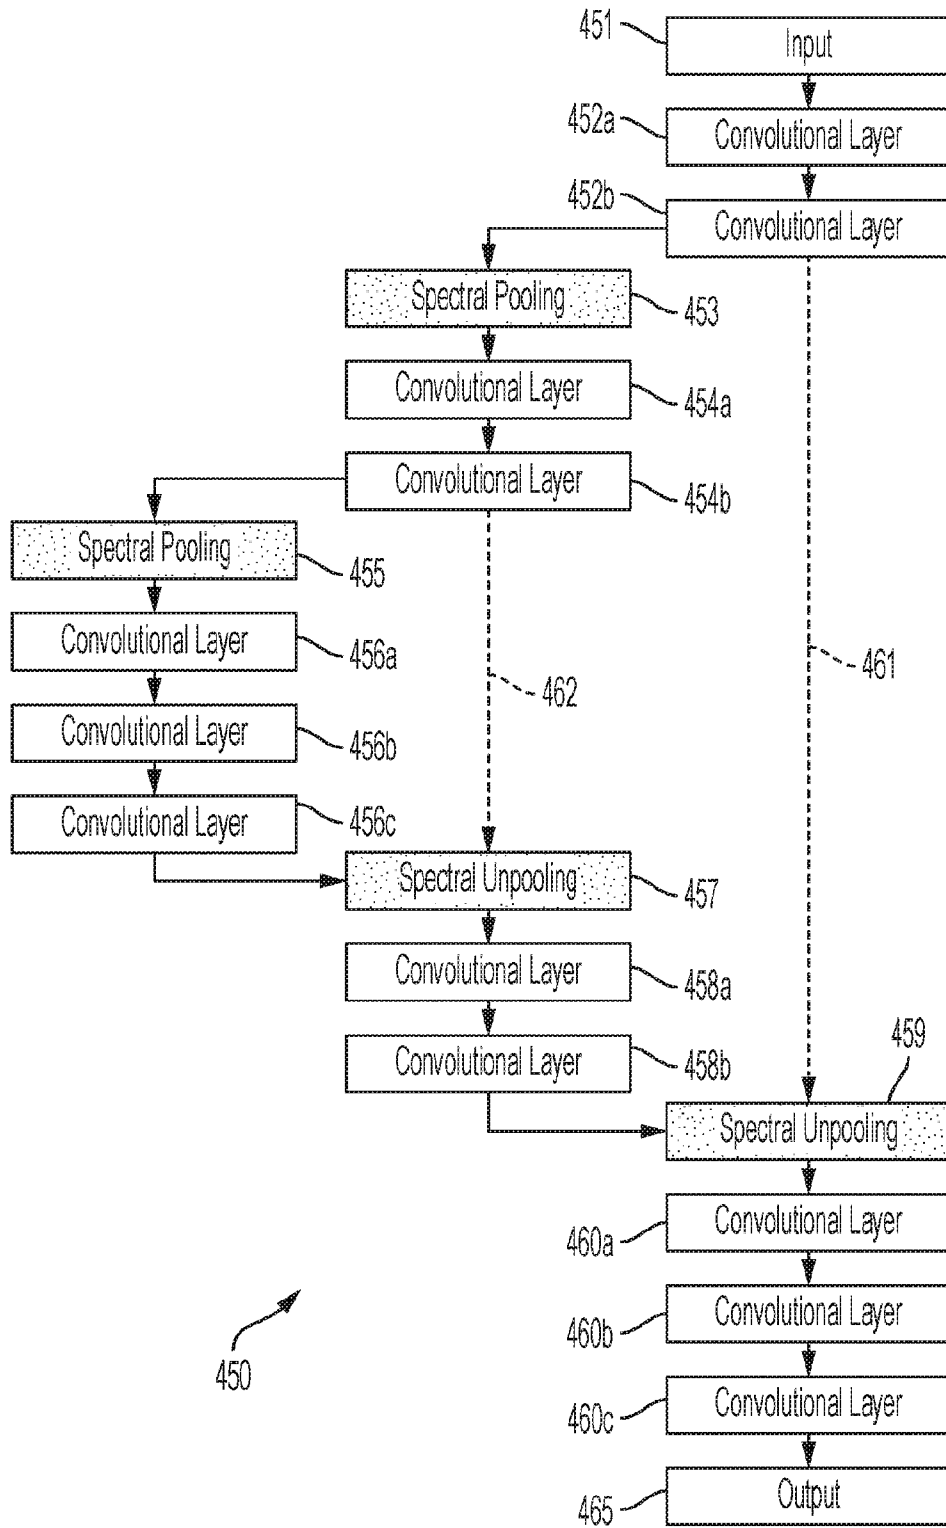 451
Input
452a
Convolutional Layer
452b
Convolutional Layer
Spectral Pooling
453
Convolutional Layer
454a
Convolutional Layer
454b
Spectral Pooling
455
Convolutional Layer
456a
462
461
Convolutional Layer
456b
Convolutional Layer
456c
Spectral Unpooling
457
Convolutional Layer
458a
Convolutional Layer
458b
459
Spectral Unpooling
460a
Convolutional Layer
460b
Convolutional Layer
450
460c
Convolutional Layer
465
Output